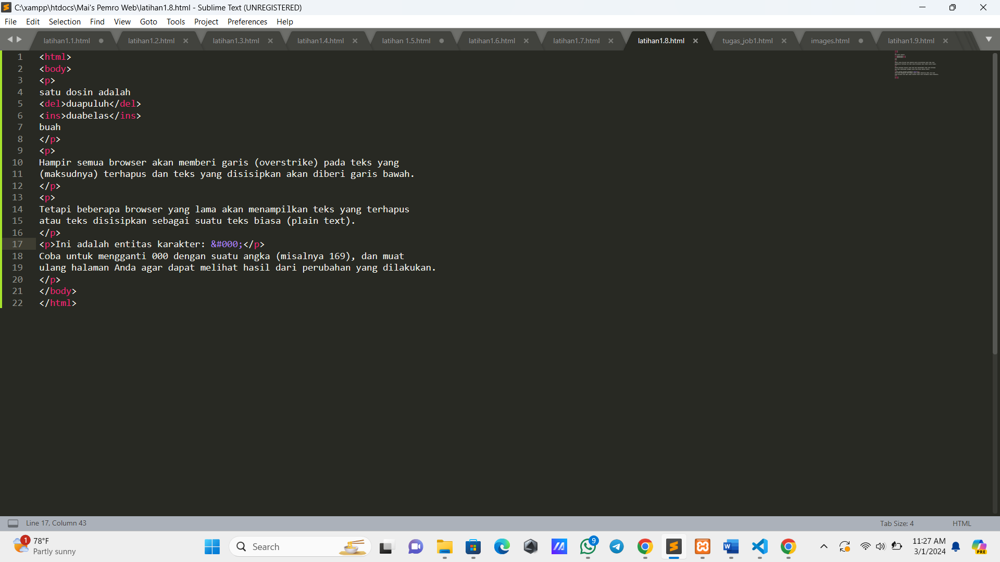 C:\xampp\htdocs\Mai's Pemro Web\latihan1.8.html - Sublime Text (UNREGISTERED)
File Edit Selection Find View Goto Tools Project Preferences Help
latihan1.1.html latihan1.2.html latihan1.3.html latihan1.4.html latihan 1.5.html latihan1.6.html latihan1.7.html latihan1.8.html tugas_job1.html images.html latihan1.9.html
1 <html>
2 <body>
3 <p>
4 satu dosin adalah
5 <del>duapuluh</del>
6 <ins>duabelas</ins>
7 buah
8 </p>
9 <p>
10 Hampir semua browser akan memberi garis (overstrike) pada teks yang
11 (maksudnya) terhapus dan teks yang disisipkan akan diberi garis bawah.
12 </p>
13 <p>
14 Tetapi beberapa browser yang lama akan menampilkan teks yang terhapus
15 atau teks disisipkan sebagai suatu teks biasa (plain text).
16 </p>
17 <p>Ini adalah entitas karakter: &#000;</p>
18 Coba untuk mengganti 000 dengan suatu angka (misalnya 169), dan muat
19 ulang halaman Anda agar dapat melihat hasil dari perubahan yang dilakukan.
20 </p>
21 </body>
22 </html>
Line 17, Column 43 Tab Size: 4 HTML
1 78°F
Partly sunny
Search
9
11:27 AM
3/1/2024
PRE